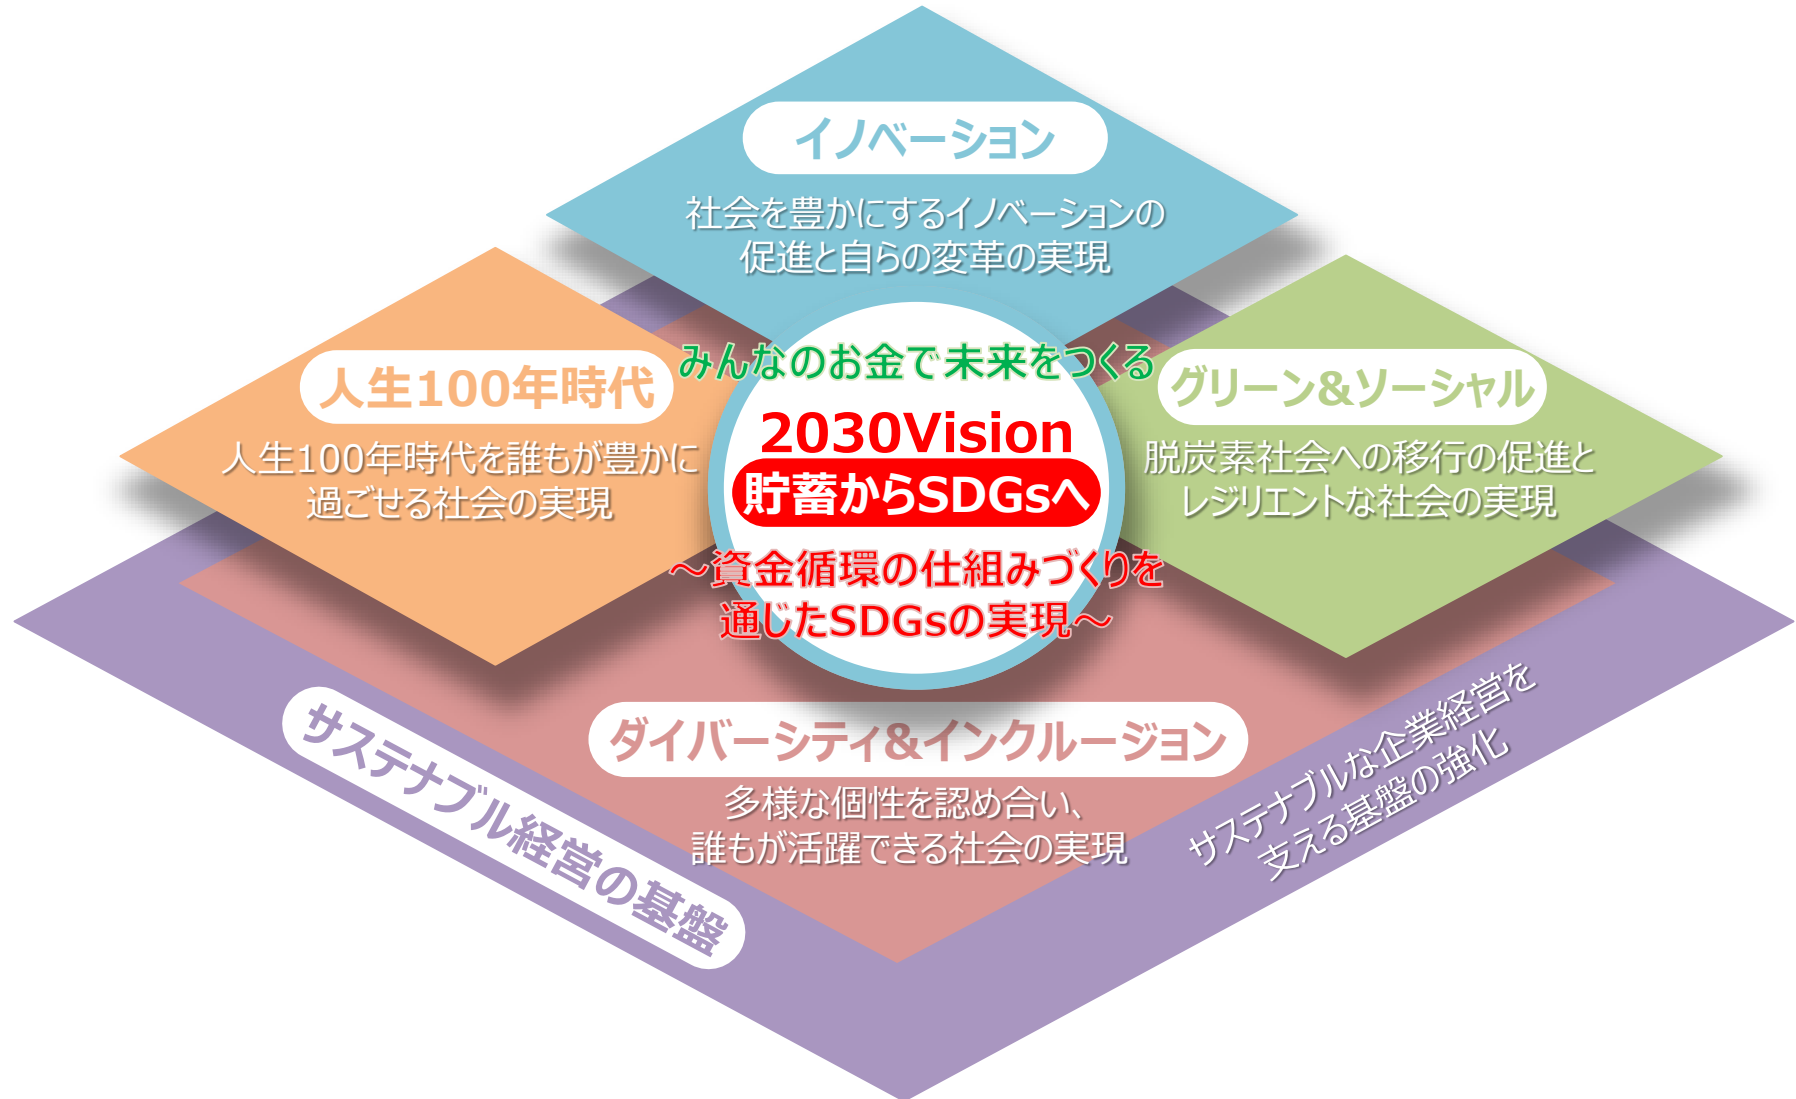 イノベーション
社会を豊かにするイノベーションの
促進と自らの変革の実現
人生100年時代
人生100年時代を誰もが豊かに
過ごせる社会の実現
みんなのお金で未来をつくる
2030Vision
貯蓄からSDGsへ
～資金循環の仕組みづくりを
通じたSDGsの実現～
グリーン&ソーシャル
脱炭素社会への移行の促進と
レジリエントな社会の実現
ダイバーシティ&インクルージョン
多様な個性を認め合い、
誰もが活躍できる社会の実現
サステナブル経営の基盤
サステナブルな企業経営を
支える基盤の強化